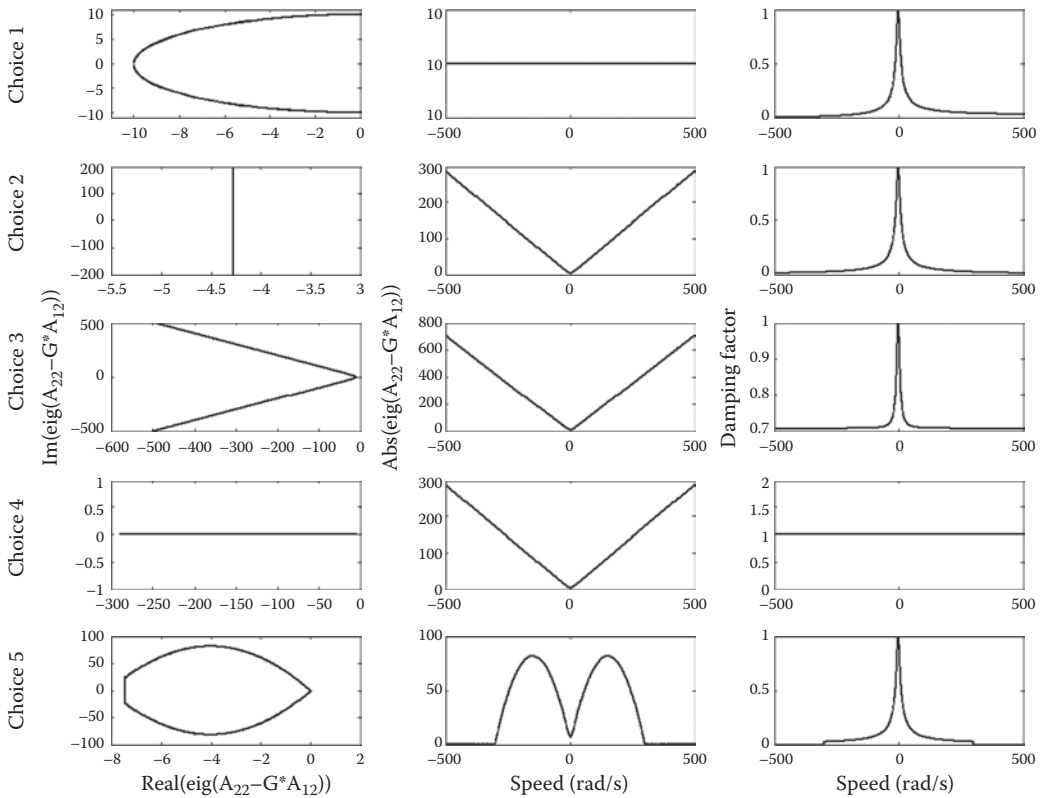 Choice 1
10
5
0
−5
−10
−10 −8 −6 −4 −2 0
10
10
10
−500 0 500
1
0.5
0
−500 0 500
Choice 2
200
100
0
−100
−200
−5.5 −5 −4.5 −4 −3.5 3
300
200
100
0
−500 0 500
1
0.5
0
−500 0 500
Choice 3
500
0
−500
−600 −500 −400 −300 −200 −100 0
800
600
400
200
0
−500 0 500
1
0.9
0.8
0.7
−500 0 500
Choice 4
1
0.5
0
−0.5
−1
−300 −250 −200 −150 −100 −50 0
300
200
100
0
−500 0 500
2
1.5
1
0.5
0
−500 0 500
Choice 5
100
50
0
−50
−100
−8 −6 −4 −2 0 2
100
50
0
−500 0 500
1
0.5
0
−500 0 500
Im(eig(A22−G*A12))
Abs(eig(A22−G*A12))
Damping factor
Real(eig(A22−G*A12))
Speed (rad/s)
Speed (rad/s)